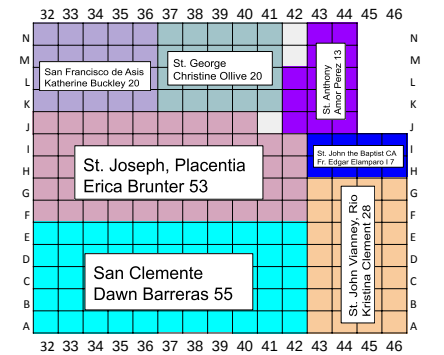 32 33 34 35 36 37 38 39 40 41 42 43 44 45 46
N N
M M
L L
K K
J J
I I
H H
G G
F F
E E
D D
C C
B B
A A
San Francisco de Asis
Katherine Buckley 20
St. George
Christine Ollive 20
St. Anthony
Amor Perez 13
St. Joseph, Placentia
Erica Brunter 53
St. John the Baptist CA
Fr. Edgar Elamparo I 7
San Clemente
Dawn Barreras 55
St. John Vianney, Rio
Kristina Clement 28
32 33 34 35 36 37 38 39 40 41 42 43 44 45 46